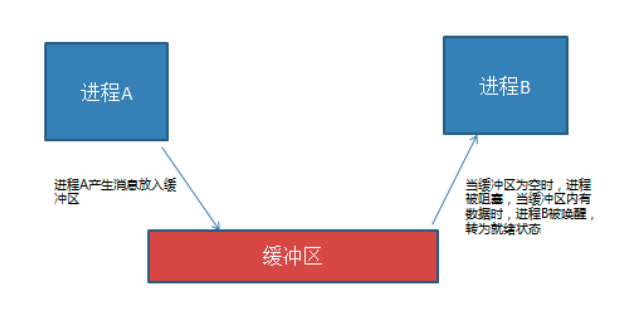 进程A
进程B
进程A产生消息放入缓
冲区
当缓冲区为空时，进程
被阻塞，当缓冲区内有
数据时，进程B被唤醒，
转为就绪状态
缓冲区